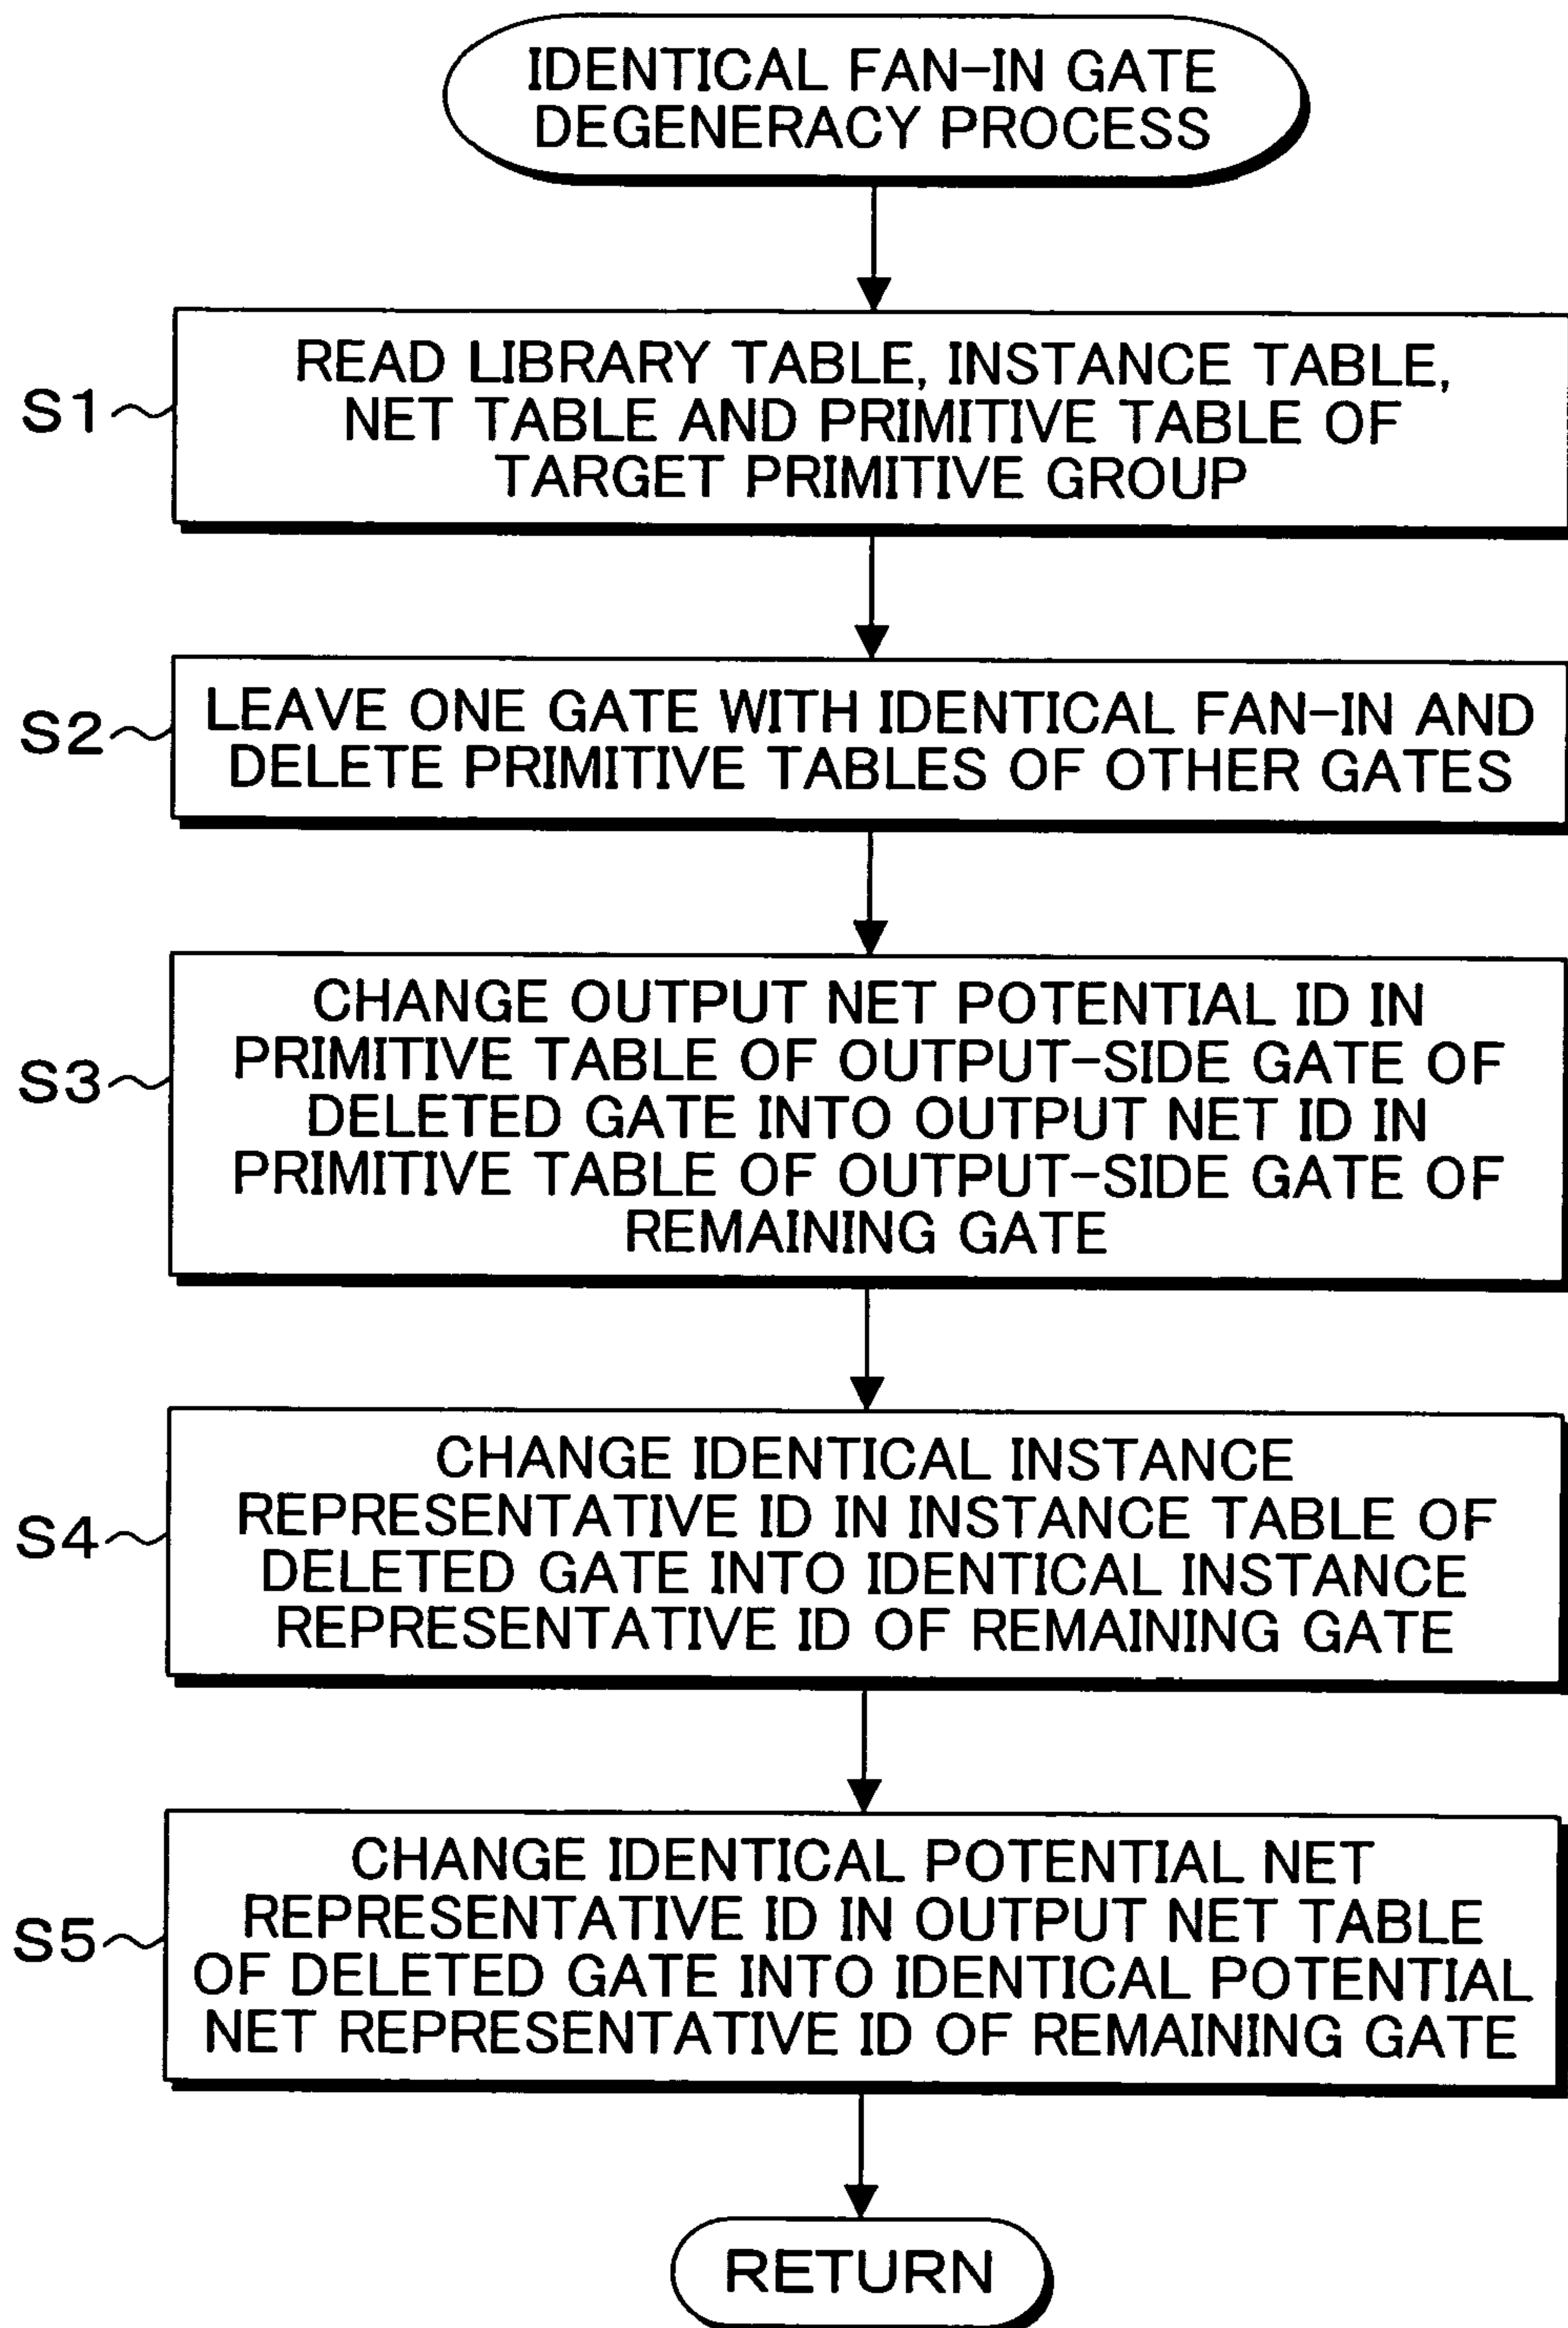 IDENTICAL FAN-IN GATE
DEGENERACY PROCESS
S1
READ LIBRARY TABLE, INSTANCE TABLE,
NET TABLE AND PRIMITIVE TABLE OF
TARGET PRIMITIVE GROUP
S2
LEAVE ONE GATE WITH IDENTICAL FAN-IN AND
DELETE PRIMITIVE TABLES OF OTHER GATES
S3
CHANGE OUTPUT NET POTENTIAL ID IN
PRIMITIVE TABLE OF OUTPUT-SIDE GATE OF
DELETED GATE INTO OUTPUT NET ID IN
PRIMITIVE TABLE OF OUTPUT-SIDE GATE OF
REMAINING GATE
S4
CHANGE IDENTICAL INSTANCE
REPRESENTATIVE ID IN INSTANCE TABLE OF
DELETED GATE INTO IDENTICAL INSTANCE
REPRESENTATIVE ID OF REMAINING GATE
S5
CHANGE IDENTICAL POTENTIAL NET
REPRESENTATIVE ID IN OUTPUT NET TABLE
OF DELETED GATE INTO IDENTICAL POTENTIAL
NET REPRESENTATIVE ID OF REMAINING GATE
RETURN